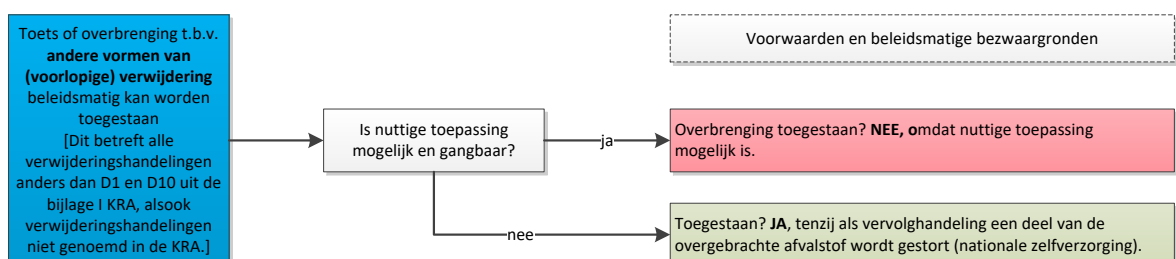 Toets of overbrenging t.b.v.
andere vormen van
(voorlopige) verwijdering
beleidsmatig kan worden
toegestaan
[Dit betreft alle
verwijderingshandelingen
anders dan D1 en D10 uit de
bijlage I KRA, alsook
verwijderingshandelingen
niet genoemd in de KRA.]
Is nuttige toepassing
mogelijk en gangbaar?
ja
nee
Voorwaarden en beleidsmatige bezwaargronden
Overbrenging toegestaan? NEE, omdat nuttige toepassing
mogelijk is.
Toegestaan? JA, tenzij als vervolghandeling een deel van de
overgebrachte afvalstof wordt gestort (nationale zelfverzorging).